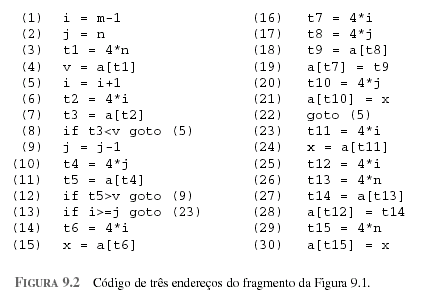 (1) i = m-1
(2) j = n
(3) t1 = 4*n
(4) v = a[t1]
(5) i = i+1
(6) t2 = 4*i
(7) t3 = a[t2]
(8) if t3<v goto (5)
(9) j = j-1
(10) t4 = 4*j
(11) t5 = a[t4]
(12) if t5>v goto (9)
(13) if i>=j goto (23)
(14) t6 = 4*i
(15) x = a[t6]
(16) t7 = 4*i
(17) t8 = 4*j
(18) t9 = a[t8]
(19) a[t7] = t9
(20) t10 = 4*j
(21) a[t10] = x
(22) goto (5)
(23) t11 = 4*i
(24) x = a[t11]
(25) t12 = 4*i
(26) t13 = 4*n
(27) t14 = a[t13]
(28) a[t12] = t14
(29) t15 = 4*n
(30) a[t15] = x
FIGURA 9.2 Código de três endereços do fragmento da Figura 9.1.